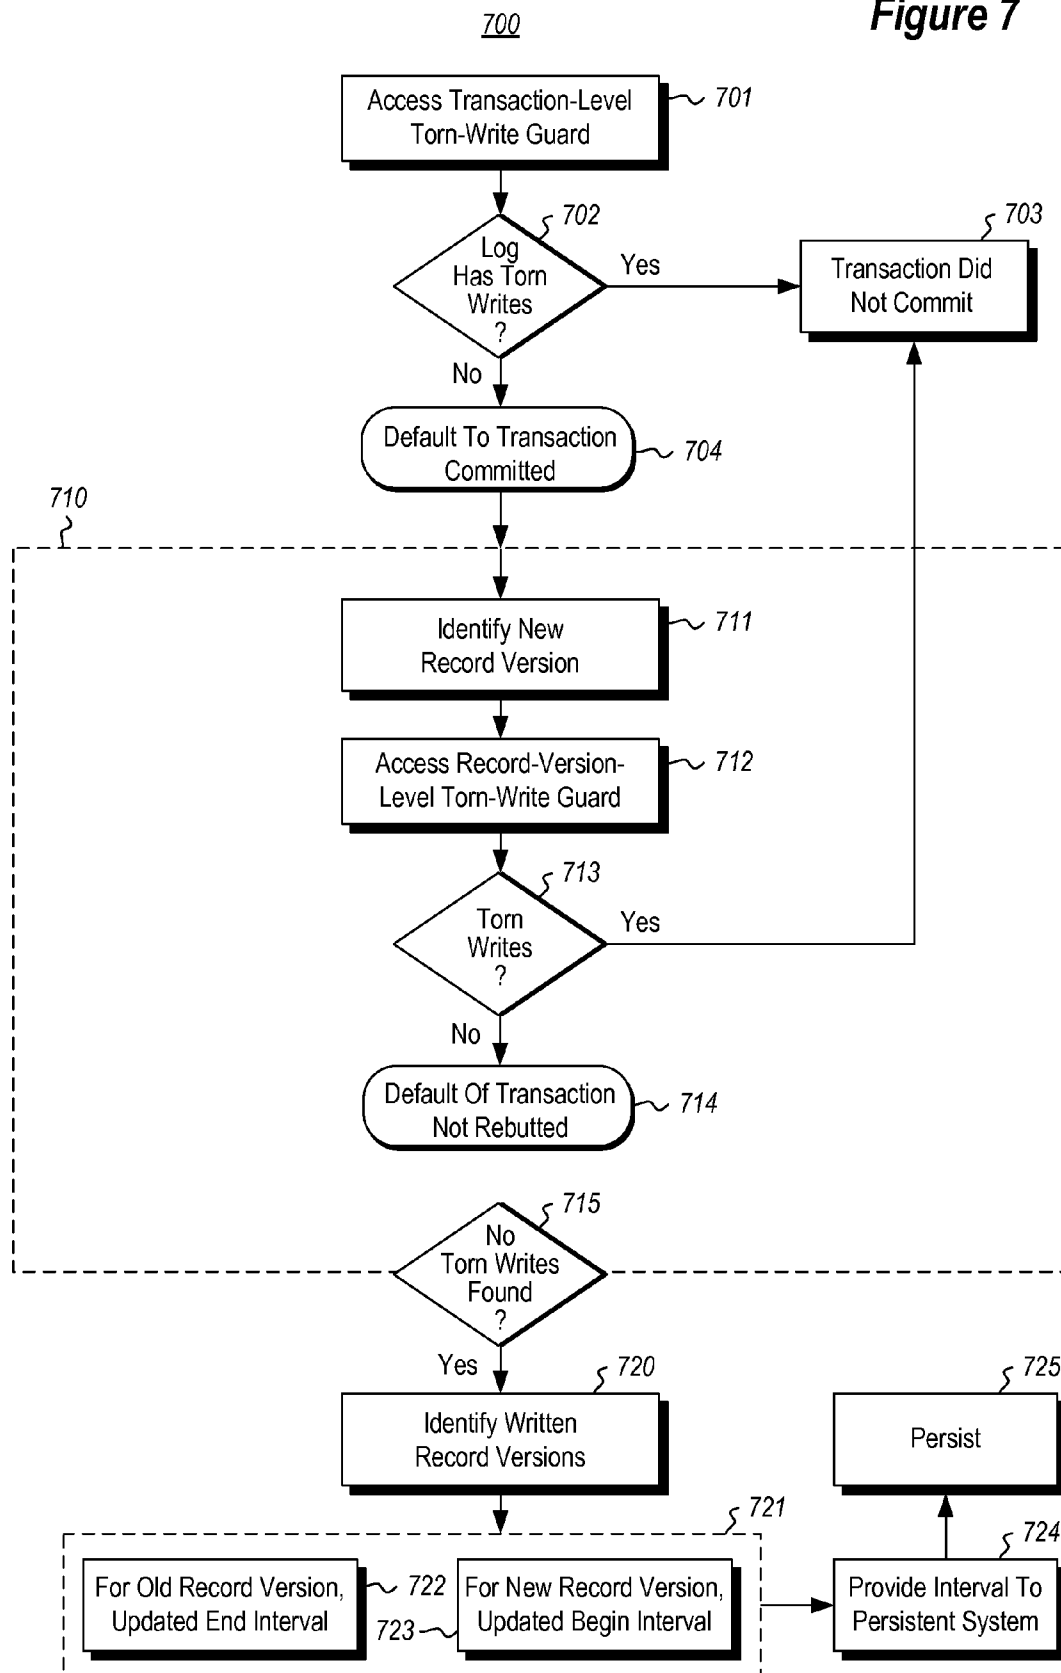 700
Figure 7
Access Transaction-Level
Torn-Write Guard
701
702
Log
Has Torn
Writes
?
Yes
703
Transaction Did
Not Commit
No
Default To Transaction
Committed
704
710
Identify New
Record Version
711
Access Record-Version-
Level Torn-Write Guard
712
713
Torn
Writes
?
Yes
No
Default Of Transaction
Not Rebutted
714
715
No
Torn Writes
Found
?
Yes
720
Identify Written
Record Versions
725
Persist
721
For Old Record Version,
Updated End Interval
722
For New Record Version,
Updated Begin Interval
723
724
Provide Interval To
Persistent System